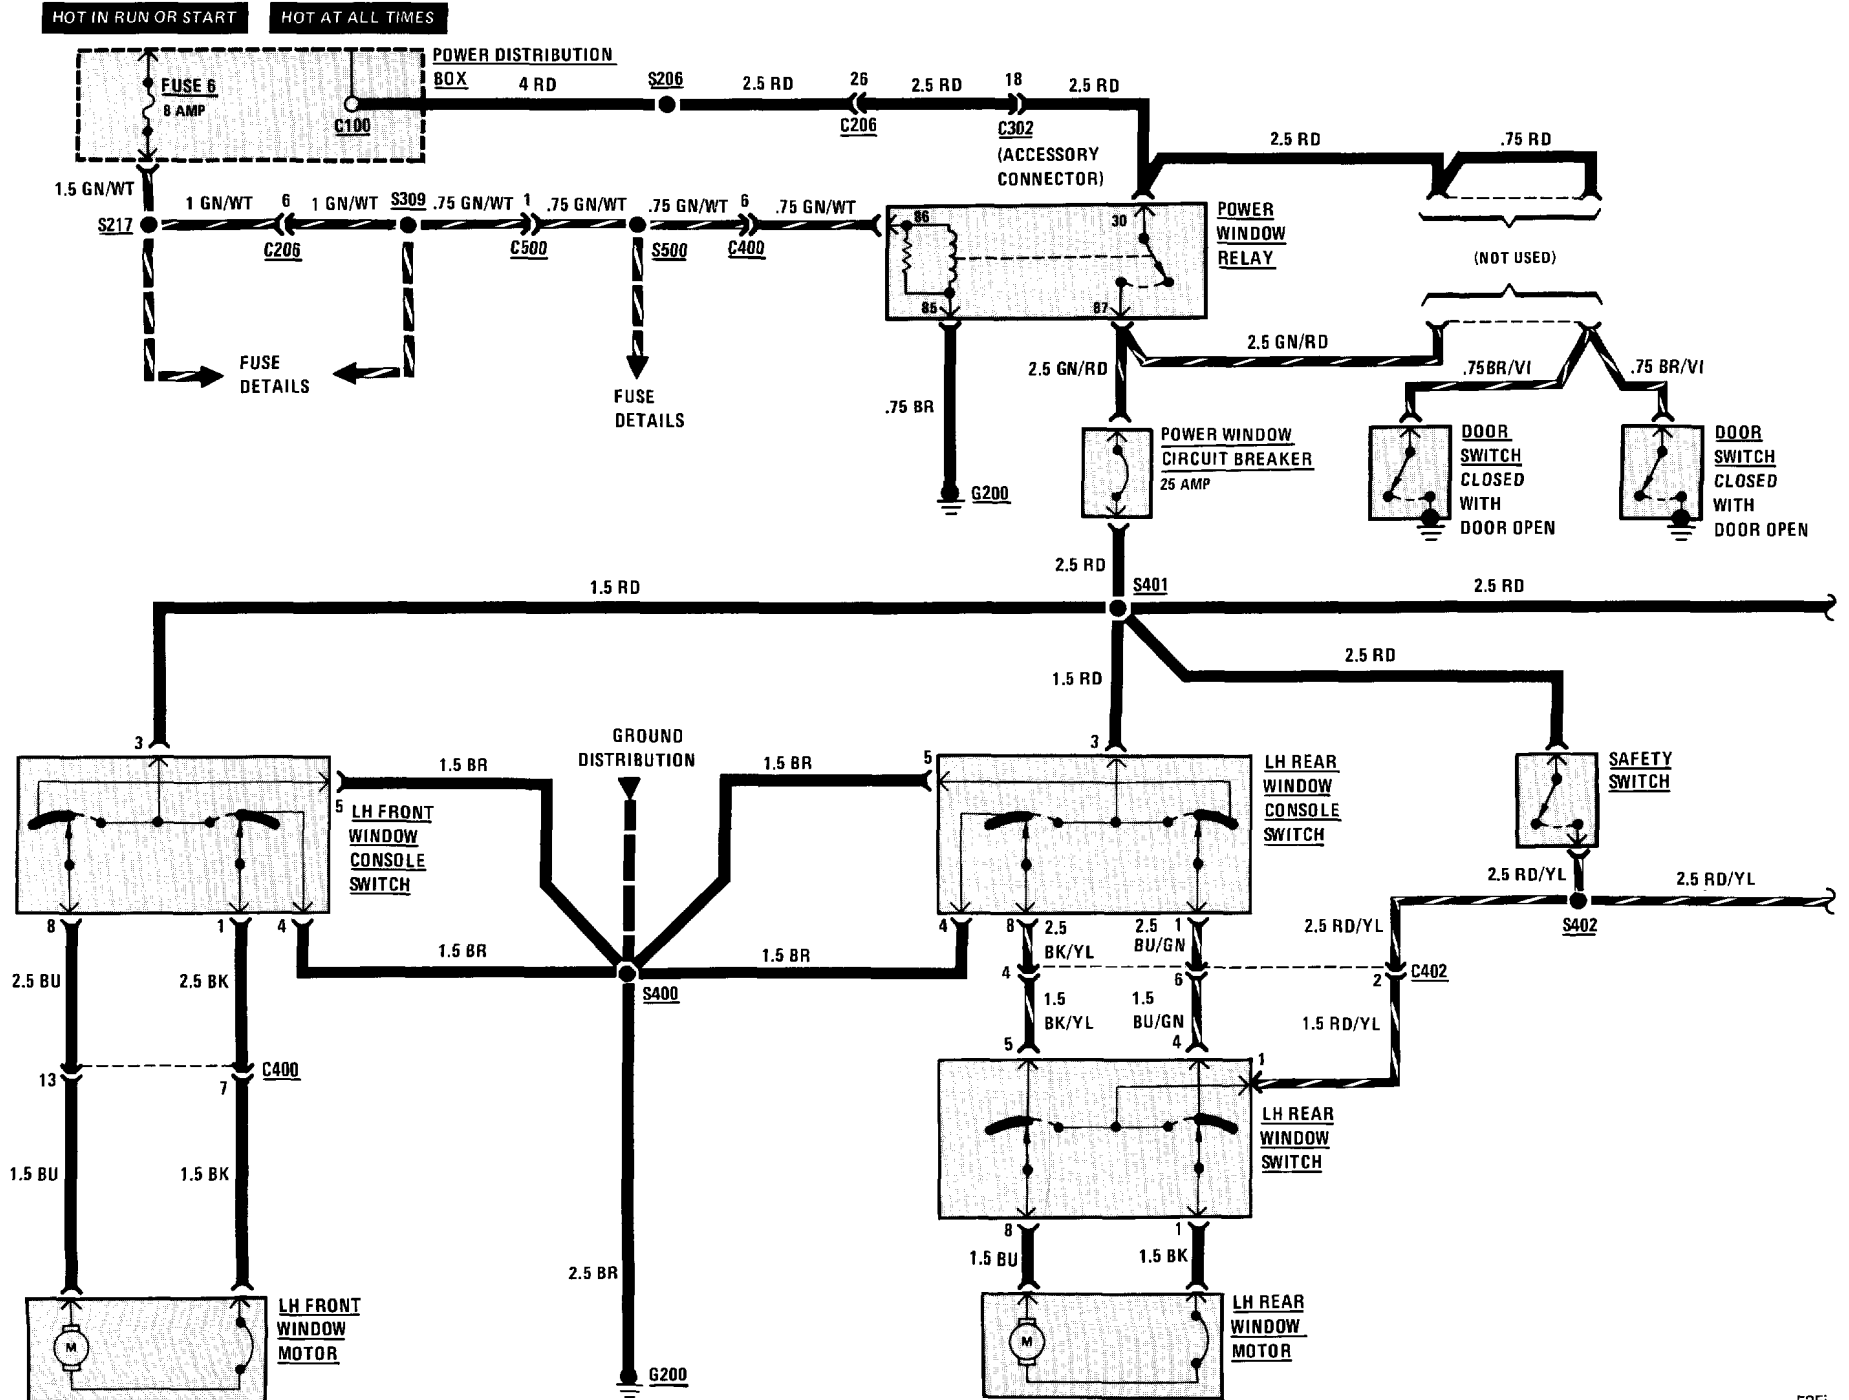 HOT IN RUN OR START
HOT AT ALL TIMES
POWER DISTRIBUTION
BOX
FUSE 6
8 AMP
C100
4 RD
S206
2.5 RD
26
C206
2.5 RD
18
C302
(ACCESSORY
CONNECTOR)
2.5 RD
2.5 RD
.75 RD
1.5 GN/WT
S217
1 GN/WT
6
C206
1 GN/WT
S309
.75 GN/WT
1
C500
.75 GN/WT
S500
.75 GN/WT
6
C400
.75 GN/WT
86
30
85
87
POWER
WINDOW
RELAY
(NOT USED)
FUSE
DETAILS
FUSE
DETAILS
.75 BR
G200
2.5 GN/RD
2.5 GN/RD
.75BR/VI
.75 BR/VI
POWER WINDOW
CIRCUIT BREAKER
25 AMP
DOOR
SWITCH
CLOSED
WITH
DOOR OPEN
DOOR
SWITCH
CLOSED
WITH
DOOR OPEN
2.5 RD
S401
1.5 RD
2.5 RD
1.5 RD
2.5 RD
3
5
LH FRONT
WINDOW
CONSOLE
SWITCH
1.5 BR
GROUND
DISTRIBUTION
1.5 BR
5
3
LH REAR
WINDOW
CONSOLE
SWITCH
SAFETY
SWITCH
2.5 RD/YL
2.5 RD/YL
S402
8
1
4
1.5 BR
S400
1.5 BR
4
8
2.5
BK/YL
2.5
BU/GN
1
2.5 RD/YL
2.5 BU
2.5 BK
4
6
2
C402
1.5
BK/YL
1.5
BU/GN
1.5 RD/YL
13
7
C400
5
4
1
LH REAR
WINDOW
SWITCH
1.5 BU
1.5 BK
8
1
1.5 BU
1.5 BK
2.5 BR
G200
M
LH FRONT
WINDOW
MOTOR
M
LH REAR
WINDOW
MOTOR